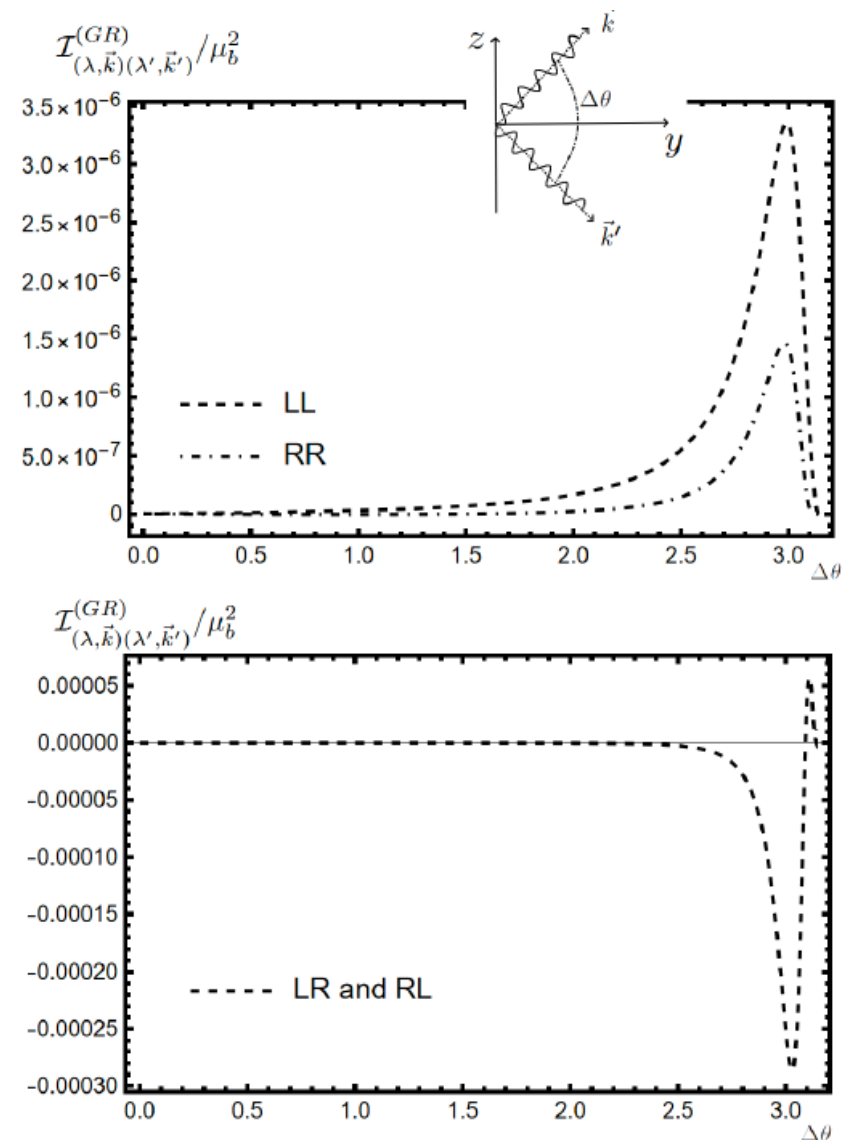 𝓘^{(GR)}_{(λ,\vec{k})(λ′,\vec{k}′)}/μ_b^2
z
k
Δθ
y
\vec{k}′
3.5×10⁻⁶
3.0×10⁻⁶
2.5×10⁻⁶
2.0×10⁻⁶
1.5×10⁻⁶
1.0×10⁻⁶
5.0×10⁻⁷
0
LL
RR
0.0 0.5 1.0 1.5 2.0 2.5 3.0
Δθ
𝓘^{(GR)}_{(λ,\vec{k})(λ′,\vec{k}′)}/μ_b^2
0.00005
0.00000
-0.00005
-0.00010
-0.00015
-0.00020
-0.00025
-0.00030
LR and RL
0.0 0.5 1.0 1.5 2.0 2.5 3.0
Δθ